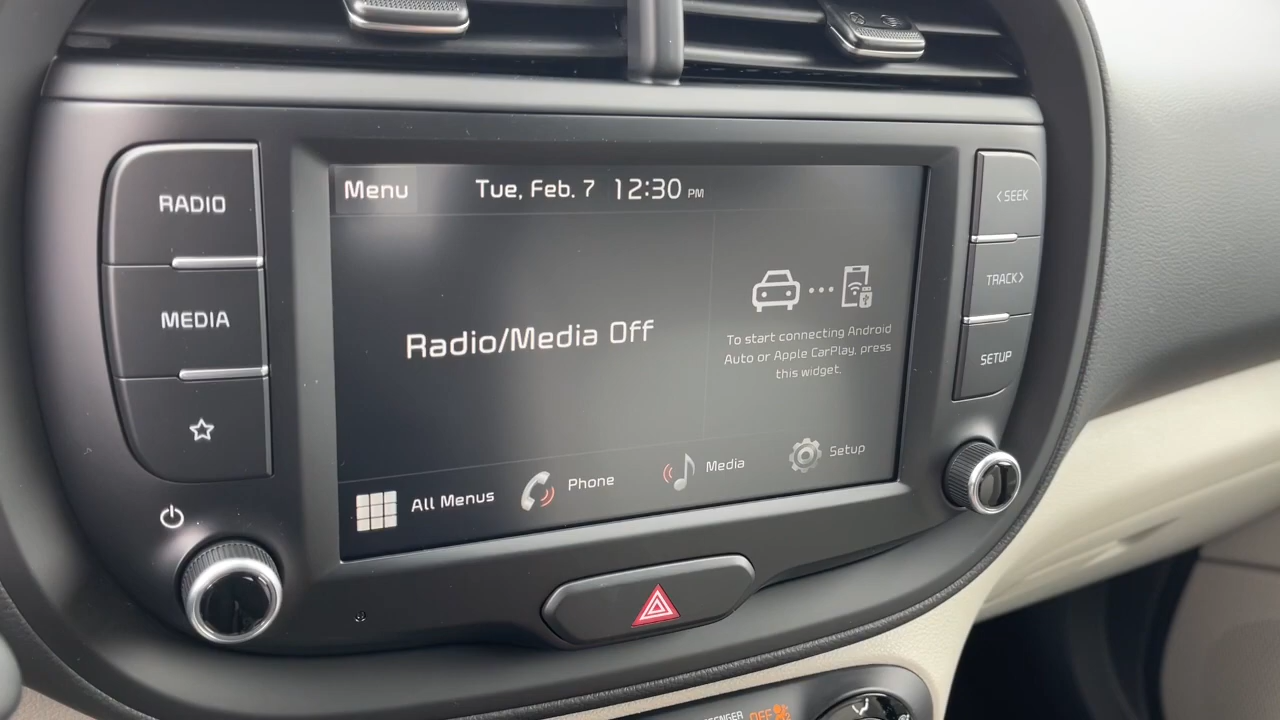 RADIO
MEDIA
Menu
Tue, Feb. 7 12:30 PM
Radio/Media Off
To start connecting Android
Auto or Apple CarPlay, press
this widget.
All Menus
Phone
Media
Setup
< SEEK
TRACK >
SETUP
OFF